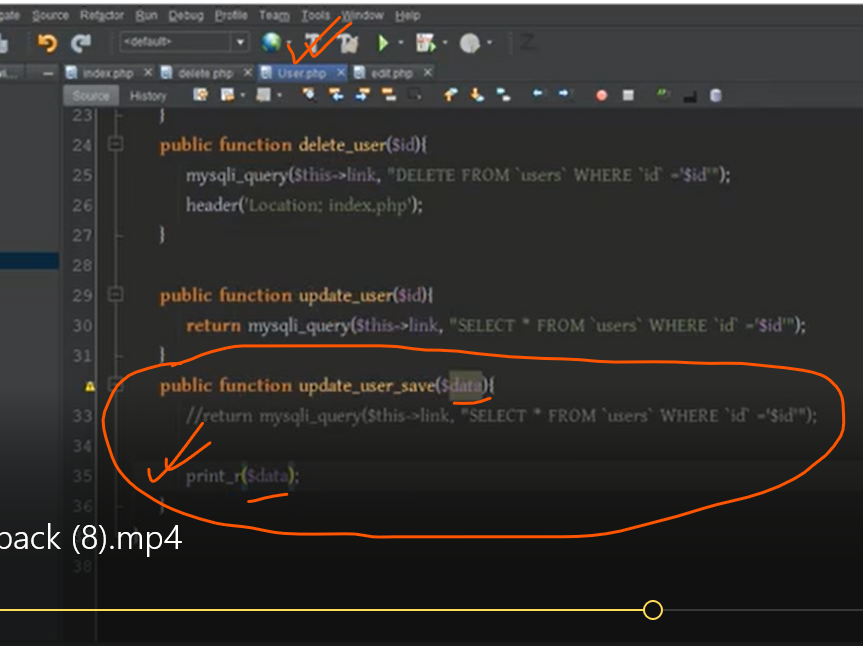 Source Refactor Run Debug Profile Team Tools Window Help
<default>
index.php delete.php User.php edit.php
Source History
23 }
24 public function delete_user($id){
25 mysqli_query($this->link, "DELETE FROM `users` WHERE `id` ='$id'");
26 header('Location: index.php');
27 }
28
29 public function update_user($id){
30 return mysqli_query($this->link, "SELECT * FROM `users` WHERE `id` ='$id'");
31 }
public function update_user_save($data){
33 //return mysqli_query($this->link, "SELECT * FROM `users` WHERE `id` ='$id'");
34
35 print_r($data);
36 }
back (8).mp4
38